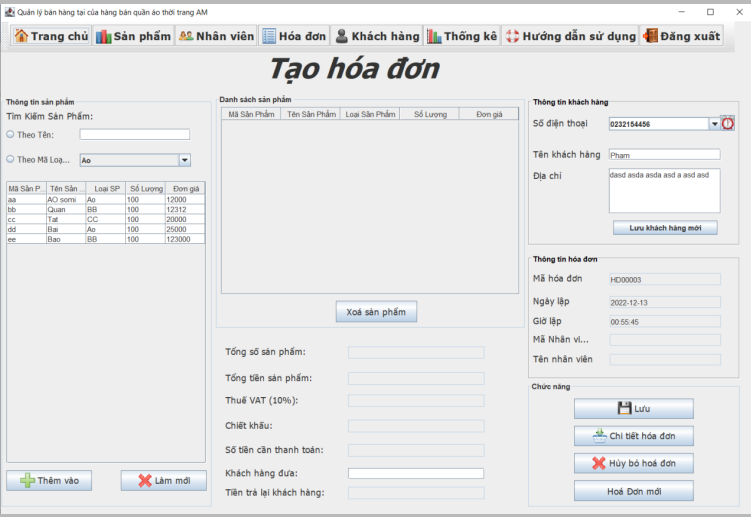 Quản lý bán hàng tại của hàng bán quần áo thời trang AM
Trang chủ Sản phẩm Nhân viên Hóa đơn Khách hàng Thống kê Hướng dẫn sử dụng Đăng xuất
Tạo hóa đơn
Thông tin sản phẩm
Tìm Kiếm Sản Phẩm:
Theo Tên:
Theo Mã Loạ... Ao
Mã Sản P... Tên Sản ... Loại SP Số Lượng Đơn giá
aa AO somi Ao 100 12000
bb Quan BB 100 12312
cc Tat CC 100 20000
dd Bai Ao 100 25000
ee Bao BB 100 123000
Thêm vào Làm mới
Danh sách sản phẩm
Mã Sản Phẩm Tên Sản Phẩm Loại Sản Phẩm Số Lượng Đơn giá
Xoá sản phẩm
Tổng số sản phẩm:
Tổng tiền sản phẩm:
Thuế VAT (10%):
Chiết khấu:
Số tiền cần thanh toán:
Khách hàng đưa:
Tiền trả lại khách hàng:
Thông tin khách hàng
Số điện thoại 0232154456
Tên khách hàng Pham
Địa chỉ dasd asda asda asd a asd asd
Lưu khách hàng mới
Thông tin hóa đơn
Mã hóa đơn HD00003
Ngày lập 2022-12-13
Giờ lập 00:55:45
Mã Nhân vi...
Tên nhân viên
Chức năng
Lưu
Chi tiết hóa đơn
Hủy bỏ hoá đơn
Hoá Đơn mới